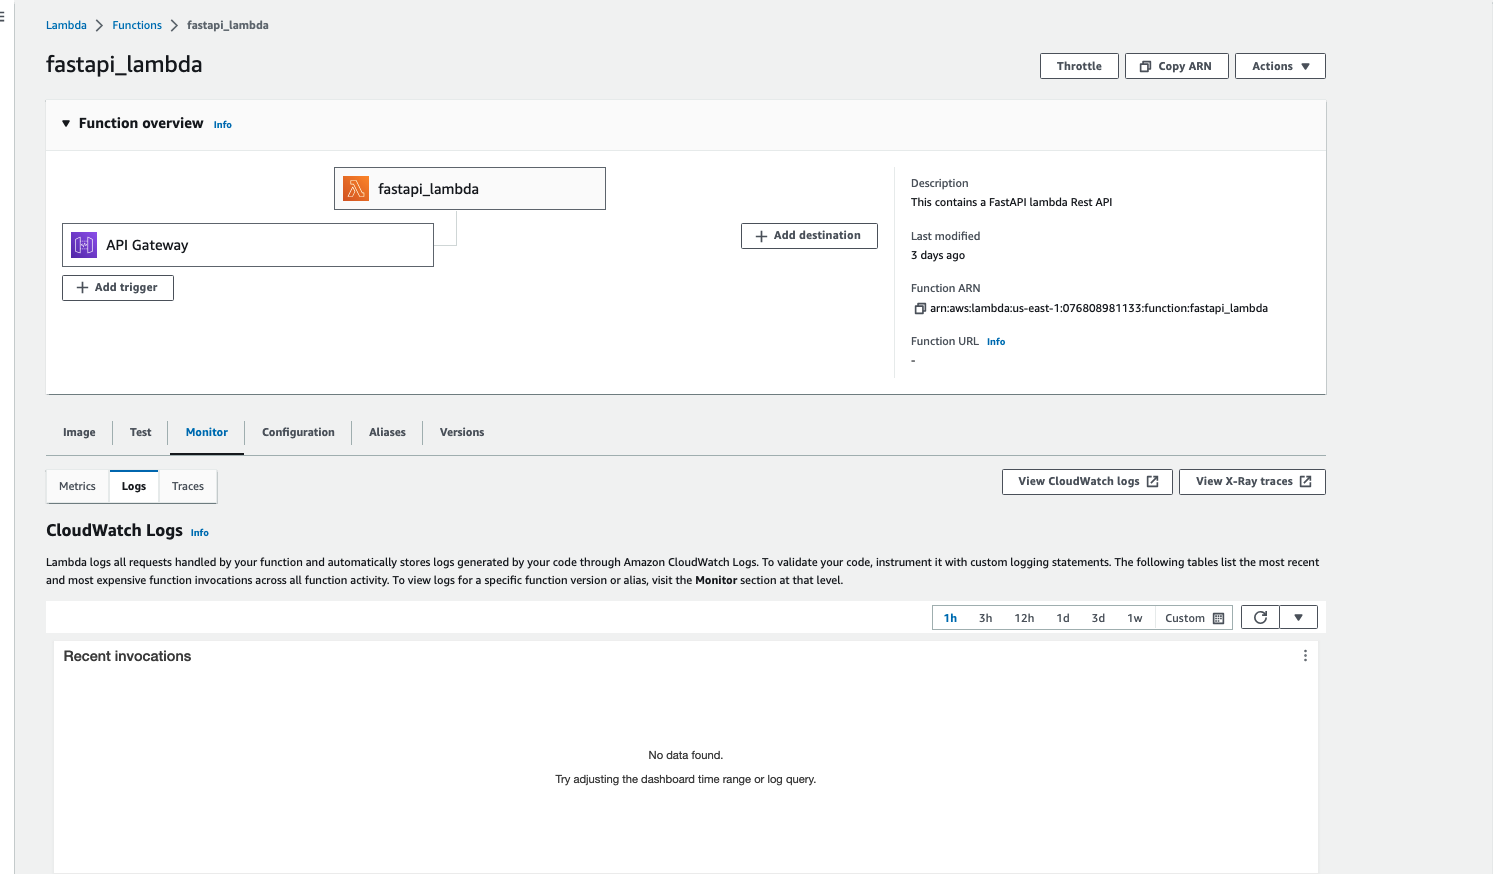 Lambda > Functions > fastapi_lambda
fastapi_lambda
Throttle
Copy ARN
Actions
Function overview Info
fastapi_lambda
API Gateway
Add trigger
Add destination
Description
This contains a FastAPI lambda Rest API
Last modified
3 days ago
Function ARN
arn:aws:lambda:us-east-1:076808981133:function:fastapi_lambda
Function URL Info
-
Image Test Monitor Configuration Aliases Versions
Metrics Logs Traces
View CloudWatch logs
View X-Ray traces
CloudWatch Logs Info
Lambda logs all requests handled by your function and automatically stores logs generated by your code through Amazon CloudWatch Logs. To validate your code, instrument it with custom logging statements. The following tables list the most recent
and most expensive function invocations across all function activity. To view logs for a specific function version or alias, visit the Monitor section at that level.
1h 3h 12h 1d 3d 1w Custom
Recent invocations
No data found.
Try adjusting the dashboard time range or log query.